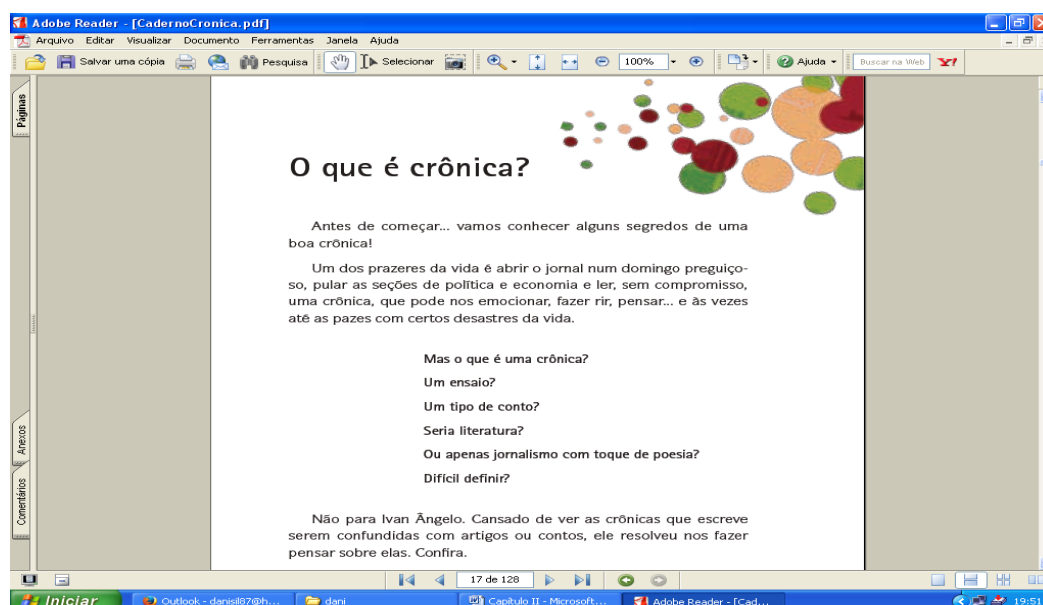 Adobe Reader - [CadernoCronica.pdf]
Arquivo Editar Visualizar Documento Ferramentas Janela Ajuda
Salvar uma cópia Pesquisa Selecionar 100% Ajuda Buscar na Web Y!
Páginas
O que é crônica?
Antes de começar... vamos conhecer alguns segredos de uma
boa crônica!
Um dos prazeres da vida é abrir o jornal num domingo preguiço-
so, pular as seções de política e economia e ler, sem compromisso,
uma crônica, que pode nos emocionar, fazer rir, pensar... e às vezes
até as pazes com certos desastres da vida.
Mas o que é uma crônica?
Um ensaio?
Um tipo de conto?
Seria literatura?
Ou apenas jornalismo com toque de poesia?
Difícil definir?
Anexos
Comentários
Não para Ivan Ângelo. Cansado de ver as crônicas que escreve
serem confundidas com artigos ou contos, ele resolveu nos fazer
pensar sobre elas. Confira.
17 de 128
Iniciar Outlook - danisil87@h... dani Capítulo II - Microsoft... Adobe Reader - [Cad... 19:51